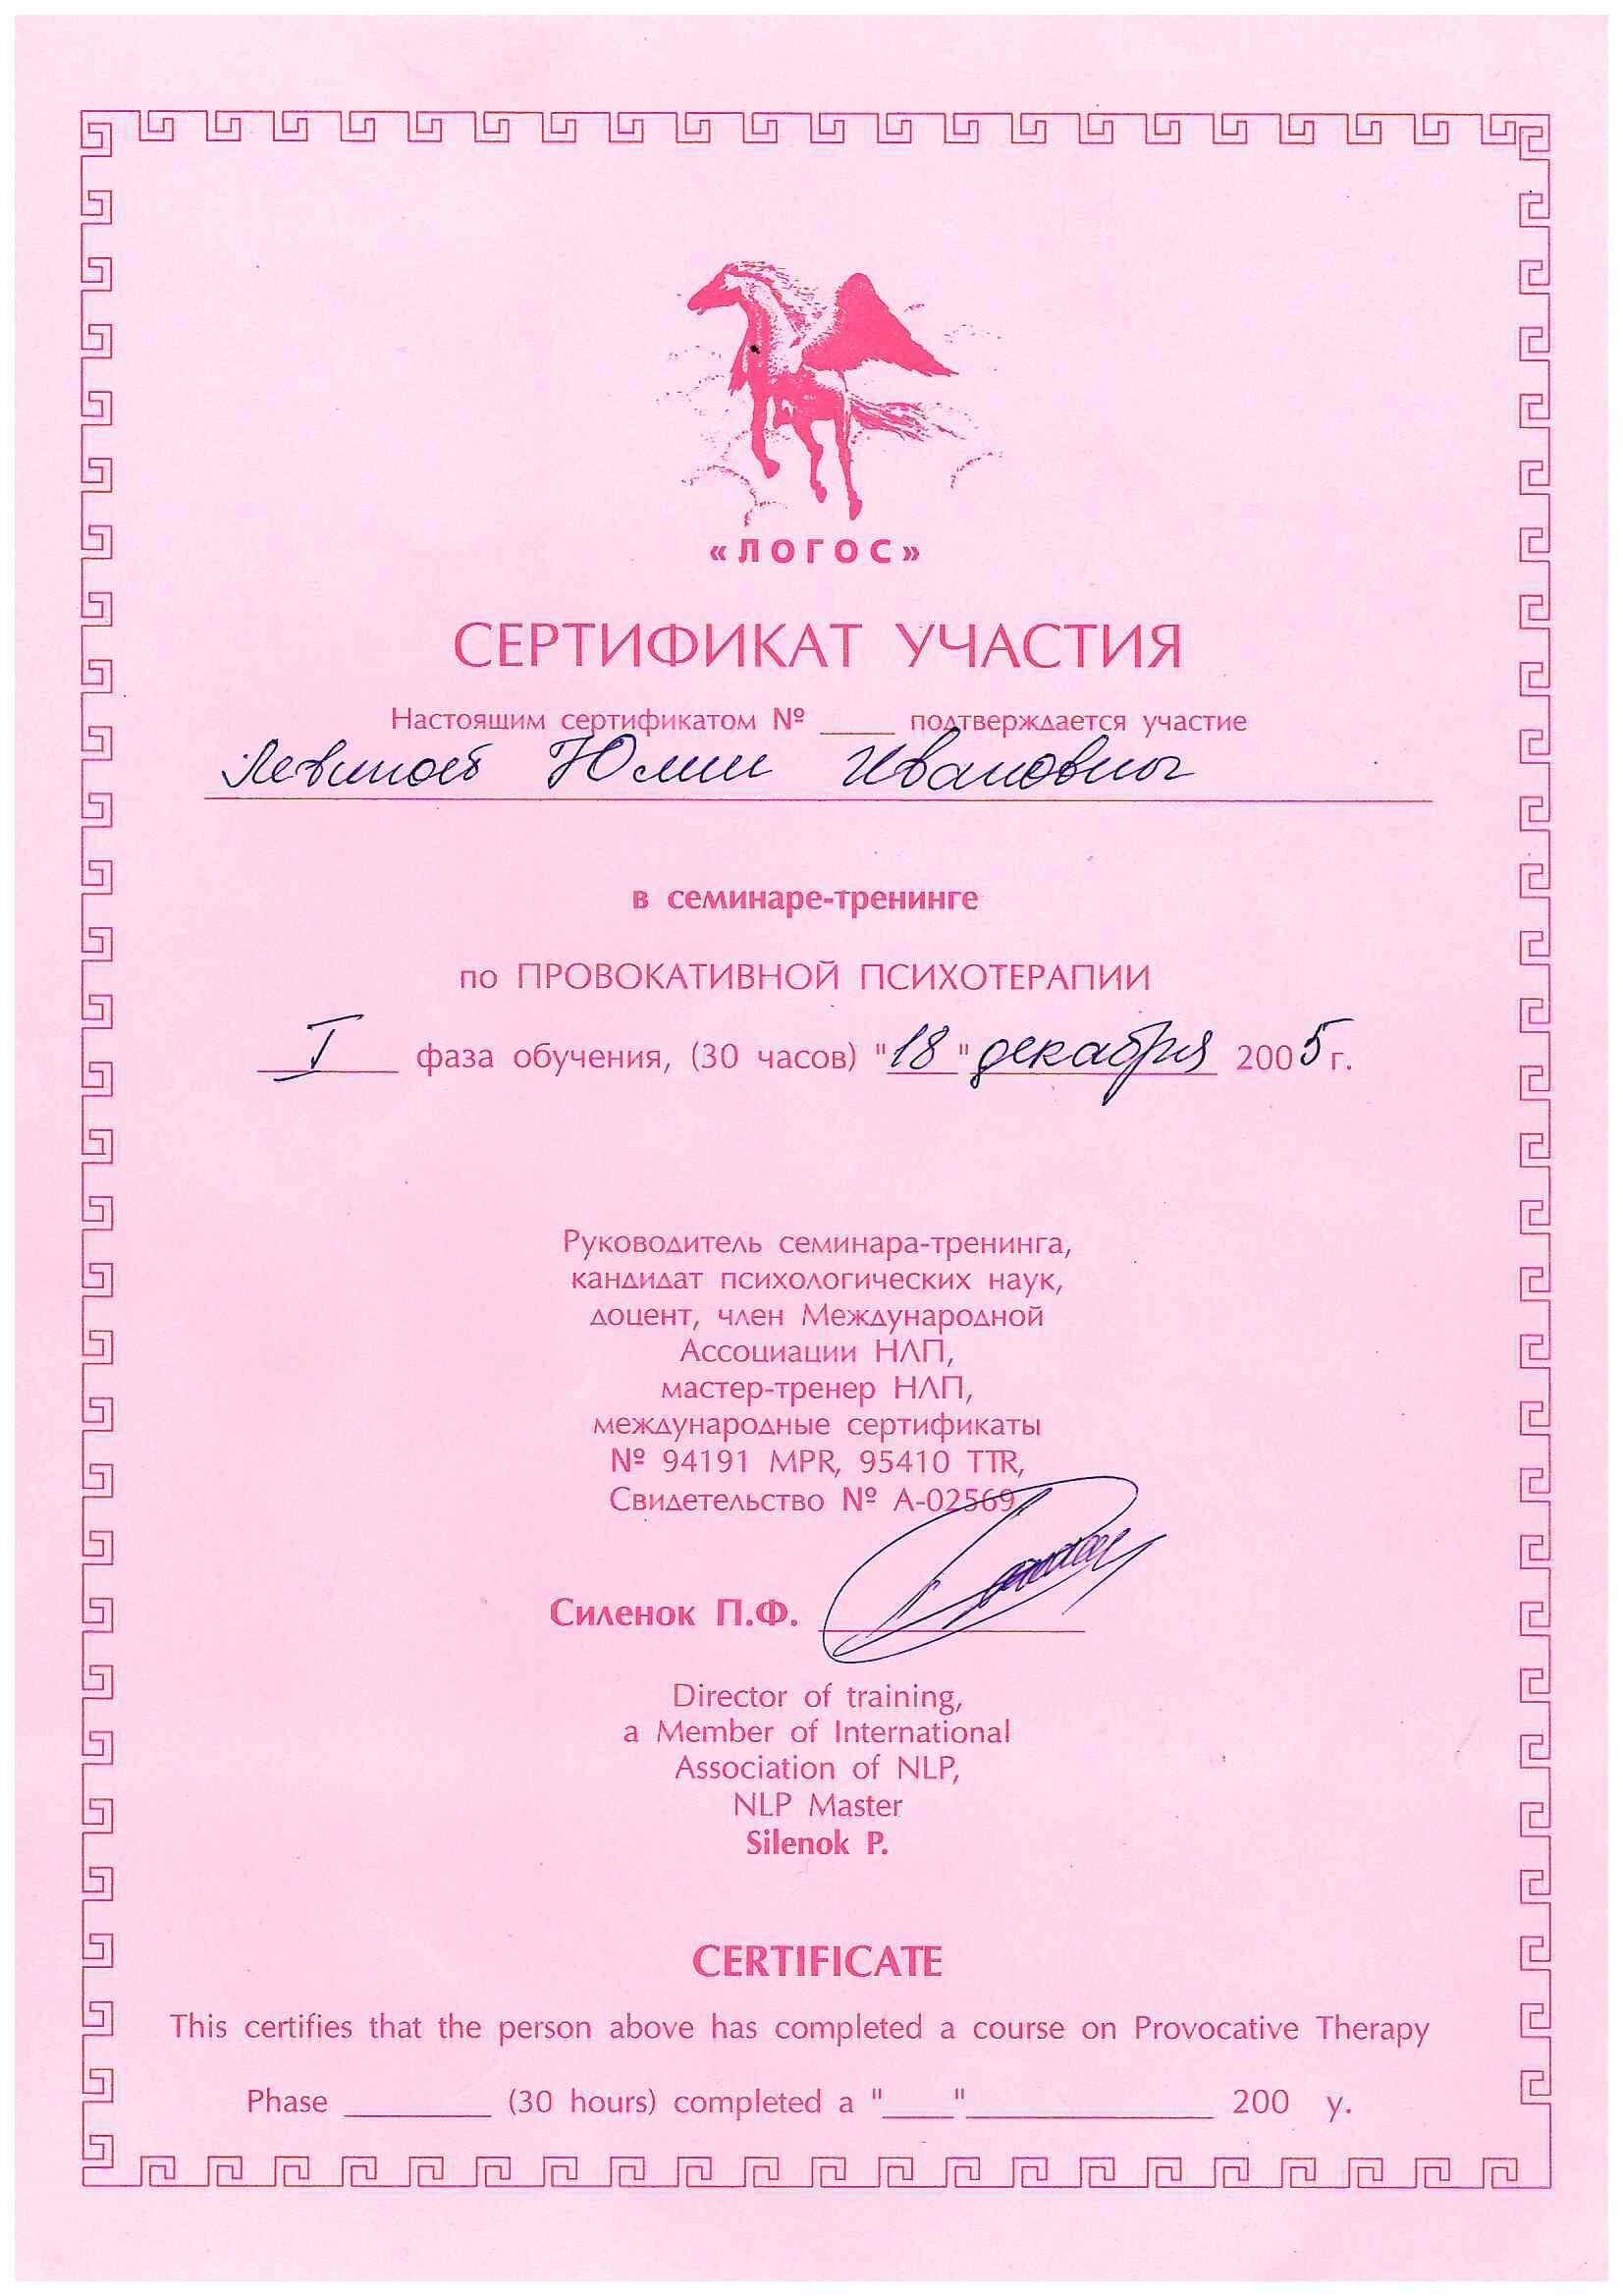 «ЛОГОС»
СЕРТИФИКАТ УЧАСТИЯ
Настоящим сертификатом № ____ подтверждается участие
Левиной Юлии Ивановны
в семинаре-тренинге
по ПРОВОКАТИВНОЙ ПСИХОТЕРАПИИ
I фаза обучения, (30 часов) "18" декабря 2005 г.
Руководитель семинара-тренинга,
кандидат психологических наук,
доцент, член Международной
Ассоциации НЛП,
мастер-тренер НЛП,
международные сертификаты
№ 94191 MPR, 95410 TTR,
Свидетельство № А-02569
Силенок П.Ф.
Director of training,
a Member of International
Association of NLP,
NLP Master
Silenok P.
CERTIFICATE
This certifies that the person above has completed a course on Provocative Therapy
Phase ________ (30 hours) completed a "____"______________ 200 y.